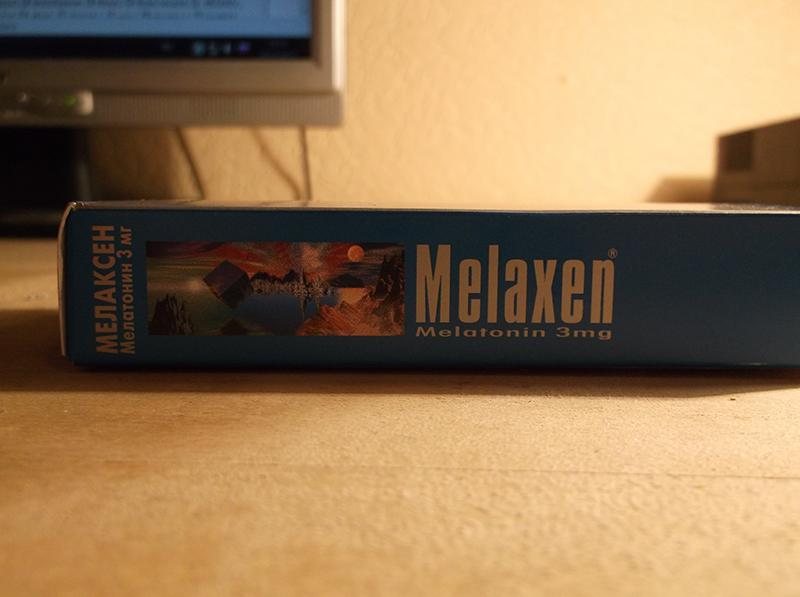 МЕЛАКСЕН
Мелатонин 3 мг
Melaxen®
Melatonin 3mg